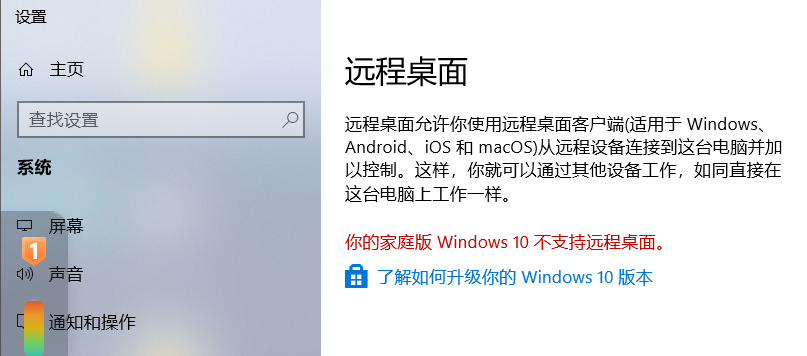 设置
主页
查找设置
系统
屏幕
1
声音
通知和操作
远程桌面
远程桌面允许你使用远程桌面客户端(适用于 Windows、
Android、iOS 和 macOS)从远程设备连接到这台电脑并加
以控制。这样，你就可以通过其他设备工作，如同直接在
这台电脑上工作一样。
你的家庭版 Windows 10 不支持远程桌面。
了解如何升级你的 Windows 10 版本